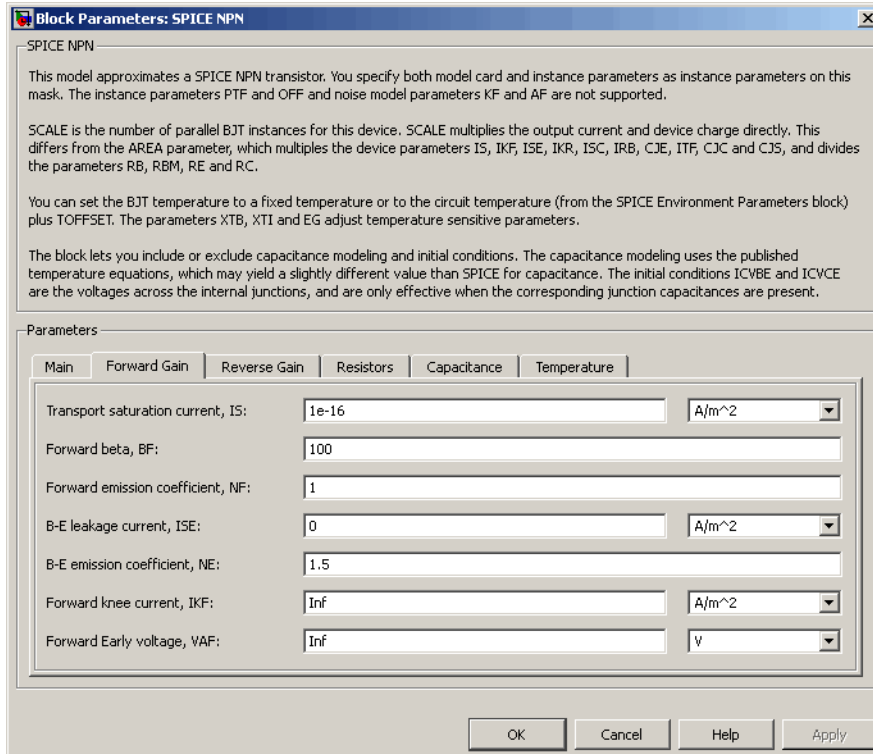 Block Parameters: SPICE NPN
SPICE NPN
This model approximates a SPICE NPN transistor. You specify both model card and instance parameters as instance parameters on this
mask. The instance parameters PTF and OFF and noise model parameters KF and AF are not supported.
SCALE is the number of parallel BJT instances for this device. SCALE multiplies the output current and device charge directly. This
differs from the AREA parameter, which multiples the device parameters IS, IKF, ISE, IKR, ISC, IRB, CJE, ITF, CJC and CJS, and divides
the parameters RB, RBM, RE and RC.
You can set the BJT temperature to a fixed temperature or to the circuit temperature (from the SPICE Environment Parameters block)
plus TOFFSET. The parameters XTB, XTI and EG adjust temperature sensitive parameters.
The block lets you include or exclude capacitance modeling and initial conditions. The capacitance modeling uses the published
temperature equations, which may yield a slightly different value than SPICE for capacitance. The initial conditions ICVBE and ICVCE
are the voltages across the internal junctions, and are only effective when the corresponding junction capacitances are present.
Parameters
Main Forward Gain Reverse Gain Resistors Capacitance Temperature
Transport saturation current, IS: 1e-16 A/m^2
Forward beta, BF: 100
Forward emission coefficient, NF: 1
B-E leakage current, ISE: 0 A/m^2
B-E emission coefficient, NE: 1.5
Forward knee current, IKF: Inf A/m^2
Forward Early voltage, VAF: Inf V
OK Cancel Help Apply